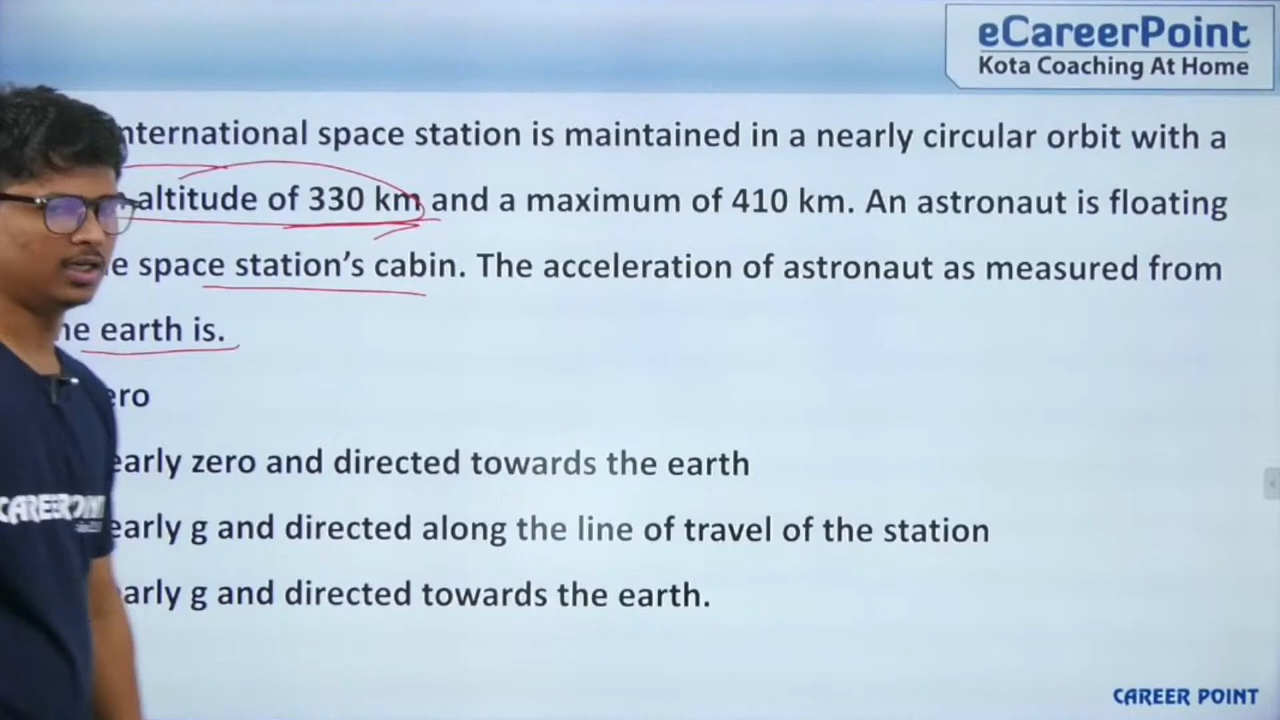 eCareerPoint
Kota Coaching At Home
nternational space station is maintained in a nearly circular orbit with a
altitude of 330 km and a maximum of 410 km. An astronaut is floating
e space station's cabin. The acceleration of astronaut as measured from
he earth is.
ero
early zero and directed towards the earth
early g and directed along the line of travel of the station
early g and directed towards the earth.
CAREER POINT
CAREER POINT